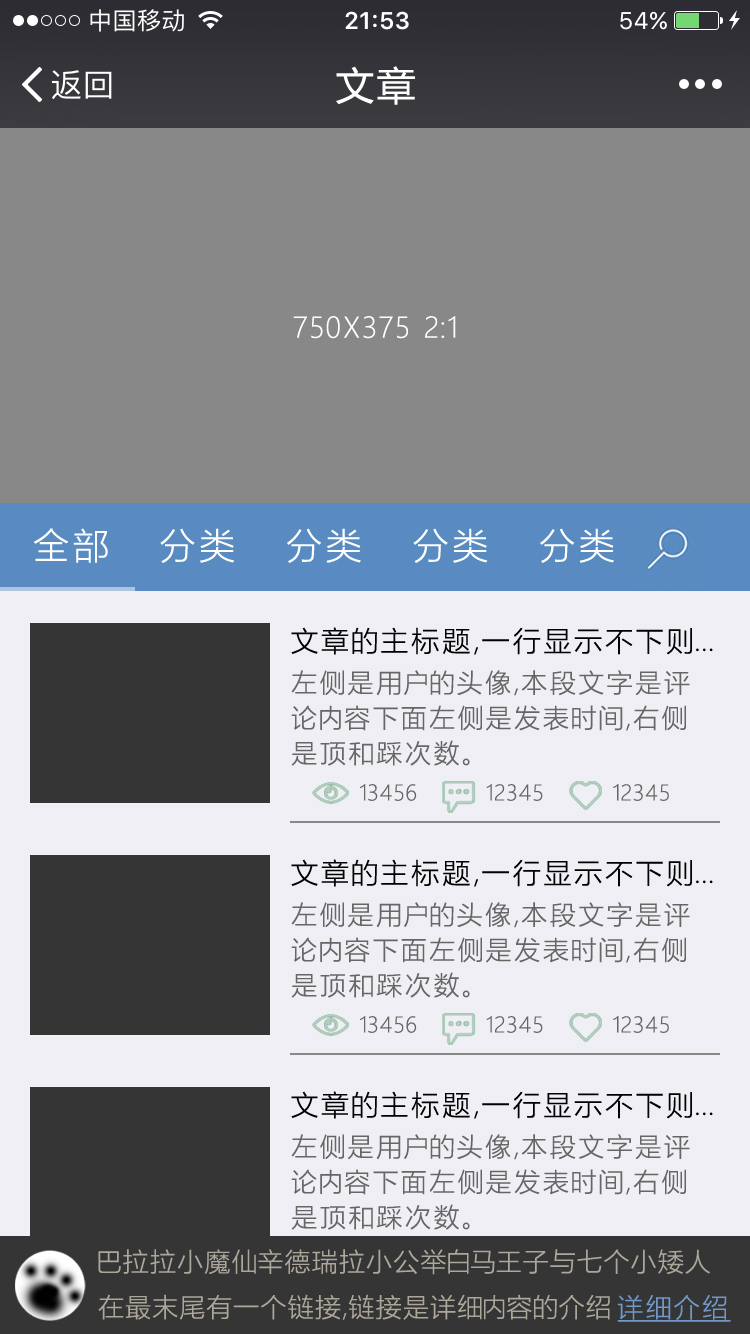 中国移动 21:53 54%
返回 文章
750X375 2:1
全部 分类 分类 分类 分类
文章的主标题,一行显示不下则...
左侧是用户的头像,本段文字是评
论内容下面左侧是发表时间,右侧
是顶和踩次数。
13456 12345 12345
文章的主标题,一行显示不下则...
左侧是用户的头像,本段文字是评
论内容下面左侧是发表时间,右侧
是顶和踩次数。
13456 12345 12345
文章的主标题,一行显示不下则...
左侧是用户的头像,本段文字是评
论内容下面左侧是发表时间,右侧
是顶和踩次数。
巴拉拉小魔仙辛德瑞拉小公举白马王子与七个小矮人
在最末尾有一个链接,链接是详细内容的介绍 详细介绍